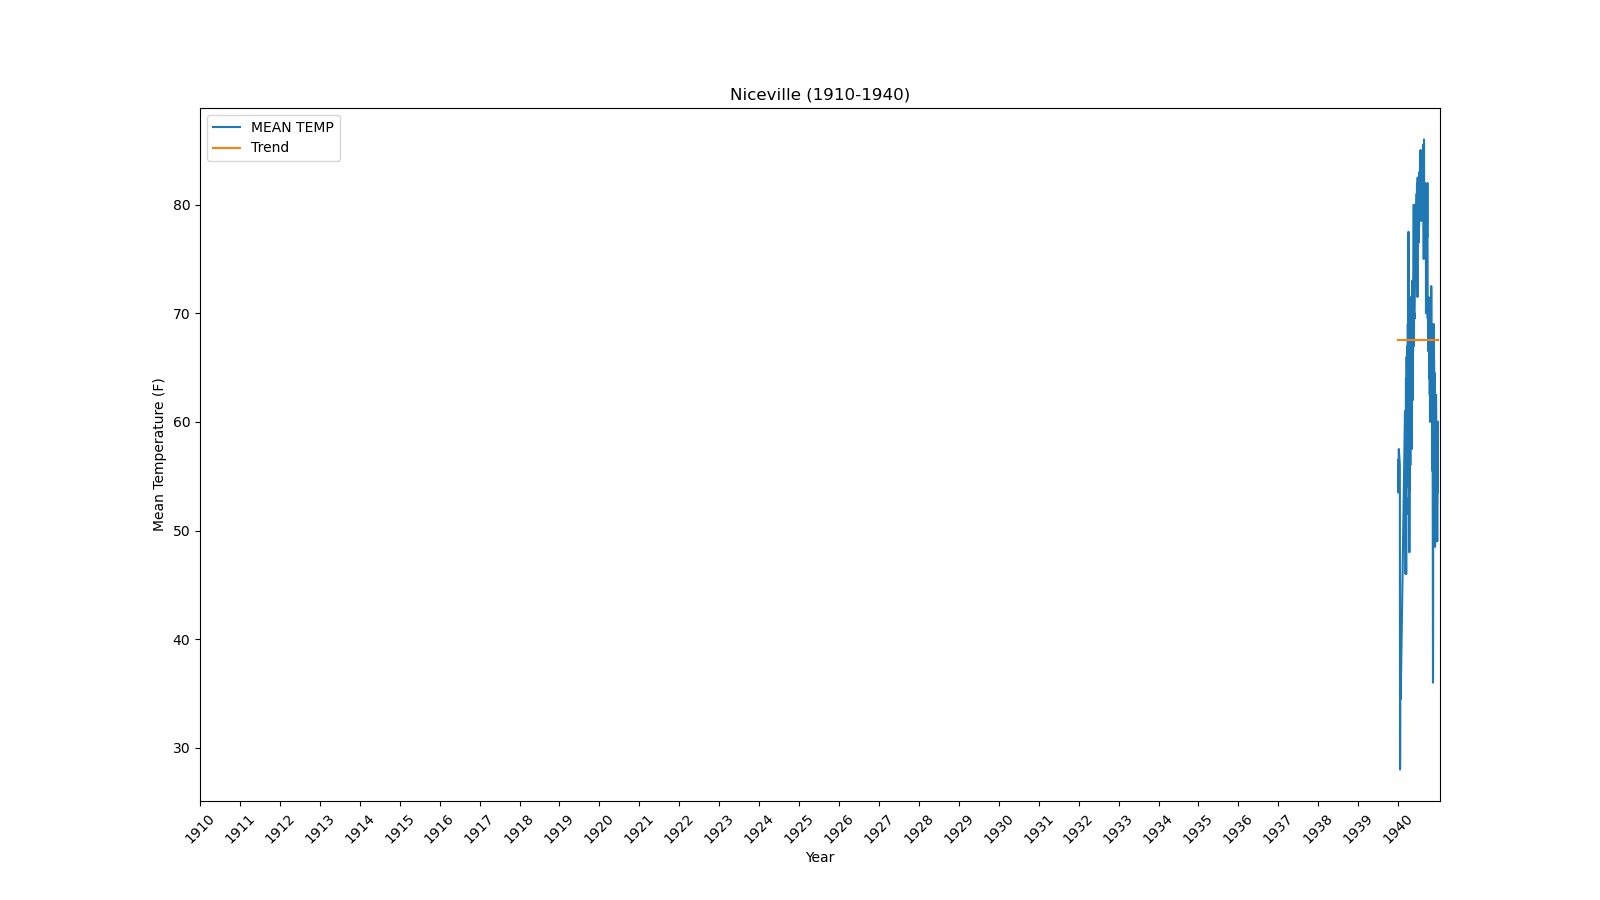 Niceville (1910-1940)
MEAN TEMP
Trend
80
70
60
50
40
30
Mean Temperature (F)
1910 1911 1912 1913 1914 1915 1916 1917 1918 1919 1920 1921 1922 1923 1924 1925 1926 1927 1928 1929 1930 1931 1932 1933 1934 1935 1936 1937 1938 1939 1940
Year